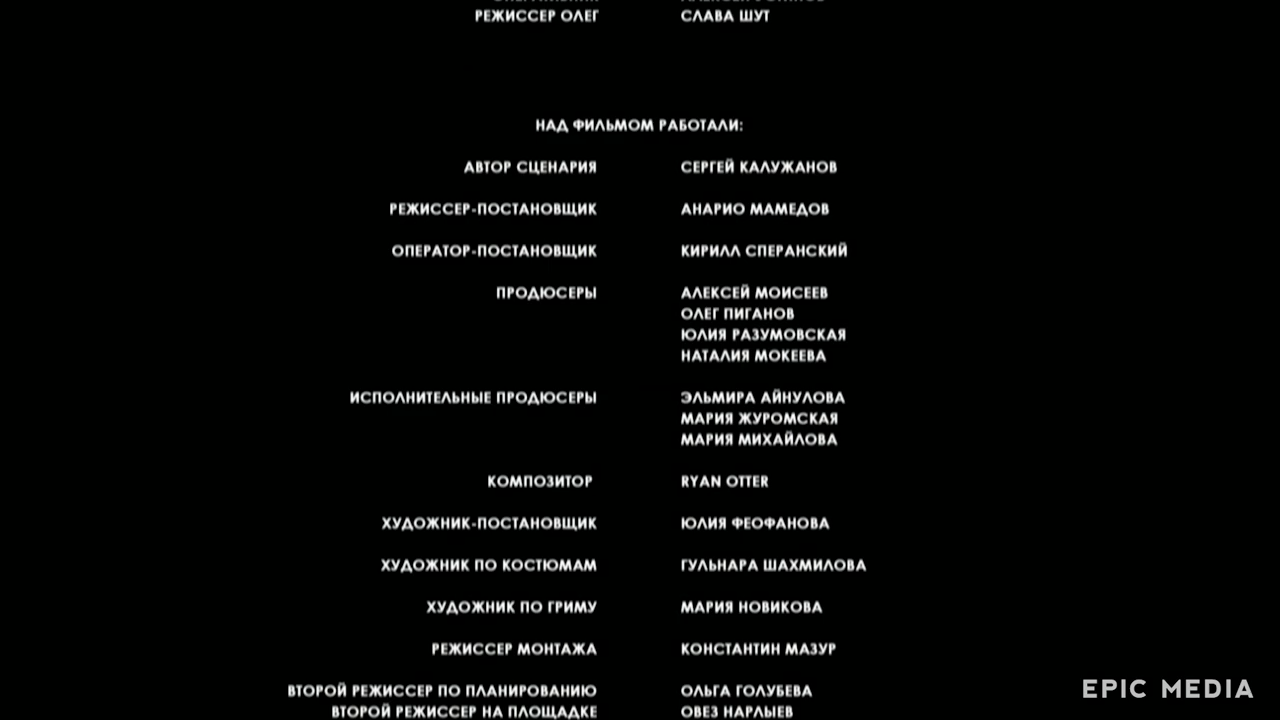 РЕЖИССЕР ОЛЕГ СЛАВА ШУТ
НАД ФИЛЬМОМ РАБОТАЛИ:
АВТОР СЦЕНАРИЯ СЕРГЕЙ КАЛУЖАНОВ
РЕЖИССЕР-ПОСТАНОВЩИК АНАРИО МАМЕДОВ
ОПЕРАТОР-ПОСТАНОВЩИК КИРИЛЛ СПЕРАНСКИЙ
ПРОДЮСЕРЫ АЛЕКСЕЙ МОИСЕЕВ
ОЛЕГ ПИГАНОВ
ЮЛИЯ РАЗУМОВСКАЯ
НАТАЛИЯ МОКЕЕВА
ИСПОЛНИТЕЛЬНЫЕ ПРОДЮСЕРЫ ЭЛЬМИРА АЙНУЛОВА
МАРИЯ ЖУРОМСКАЯ
МАРИЯ МИХАЙЛОВА
КОМПОЗИТОР RYAN OTTER
ХУДОЖНИК-ПОСТАНОВЩИК ЮЛИЯ ФЕОФАНОВА
ХУДОЖНИК ПО КОСТЮМАМ ГУЛЬНАРА ШАХМИЛОВА
ХУДОЖНИК ПО ГРИМУ МАРИЯ НОВИКОВА
РЕЖИССЕР МОНТАЖА КОНСТАНТИН МАЗУР
ВТОРОЙ РЕЖИССЕР ПО ПЛАНИРОВАНИЮ ОЛЬГА ГОЛУБЕВА
ВТОРОЙ РЕЖИССЕР НА ПЛОЩАДКЕ ОВЕЗ НАРЛЫЕВ
EPIC MEDIA